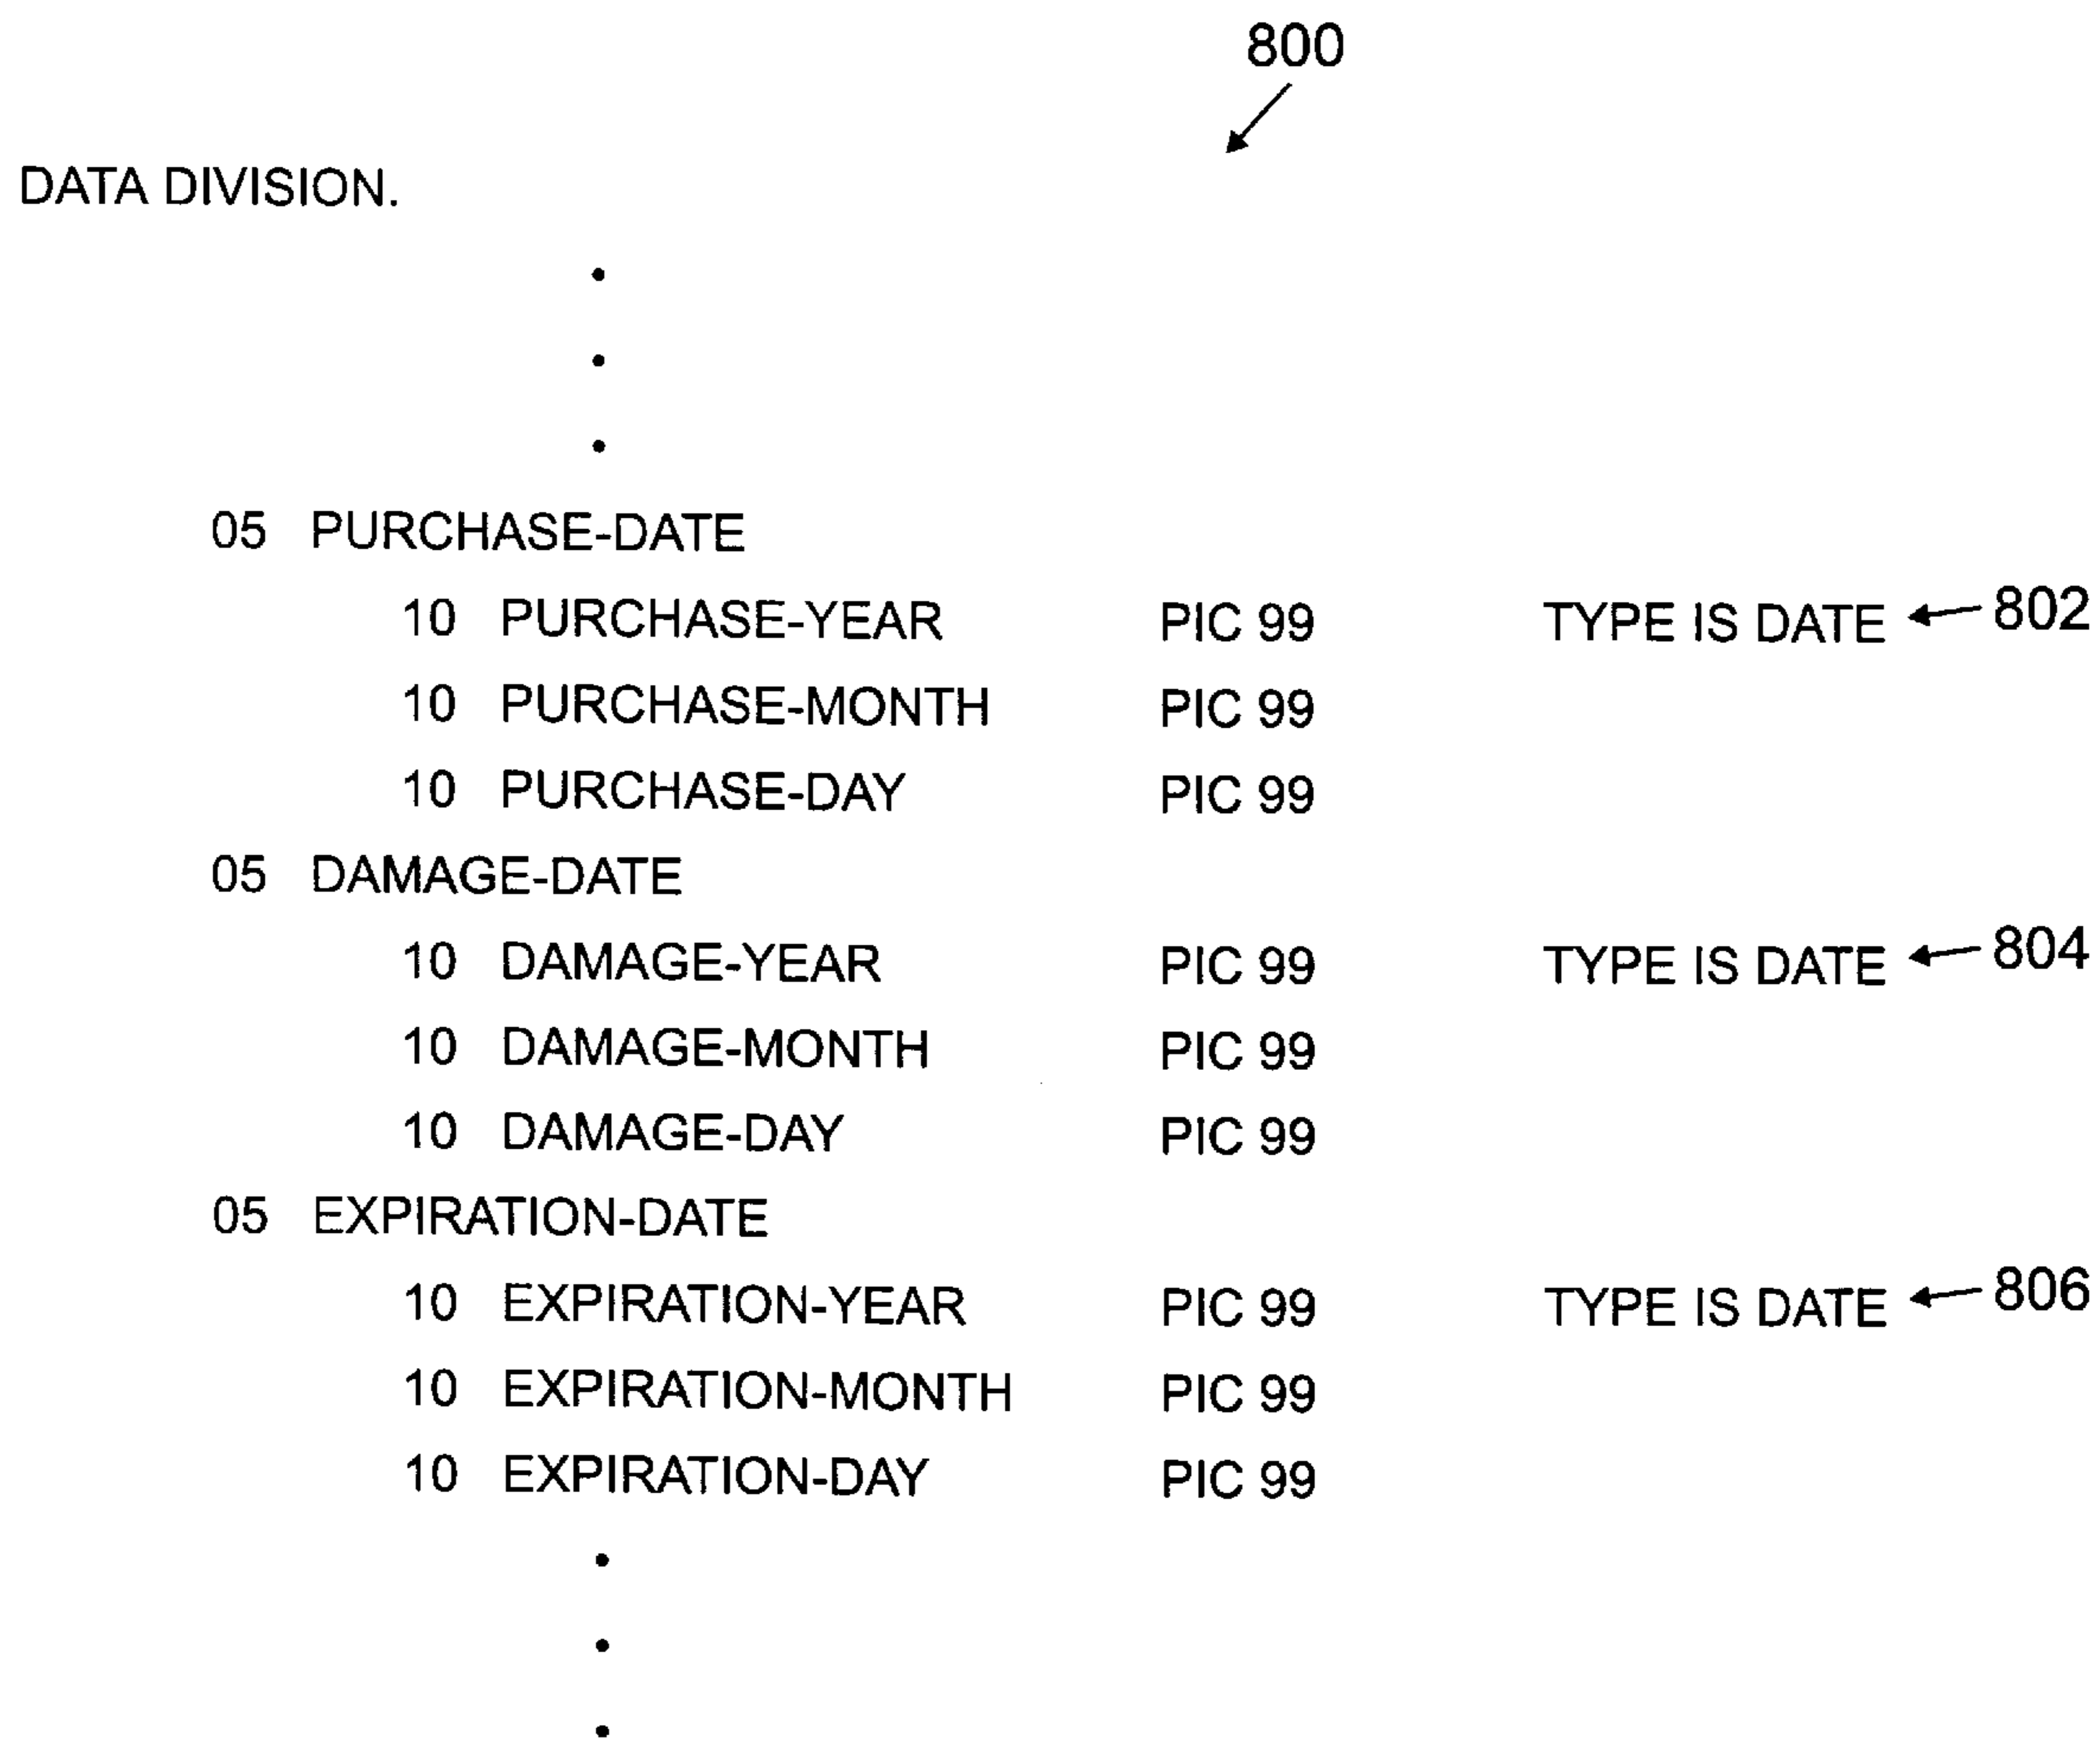 800
DATA DIVISION.
05 PURCHASE-DATE
10 PURCHASE-YEAR PIC 99 TYPE IS DATE 802
10 PURCHASE-MONTH PIC 99
10 PURCHASE-DAY PIC 99
05 DAMAGE-DATE
10 DAMAGE-YEAR PIC 99 TYPE IS DATE 804
10 DAMAGE-MONTH PIC 99
10 DAMAGE-DAY PIC 99
05 EXPIRATION-DATE
10 EXPIRATION-YEAR PIC 99 TYPE IS DATE 806
10 EXPIRATION-MONTH PIC 99
10 EXPIRATION-DAY PIC 99